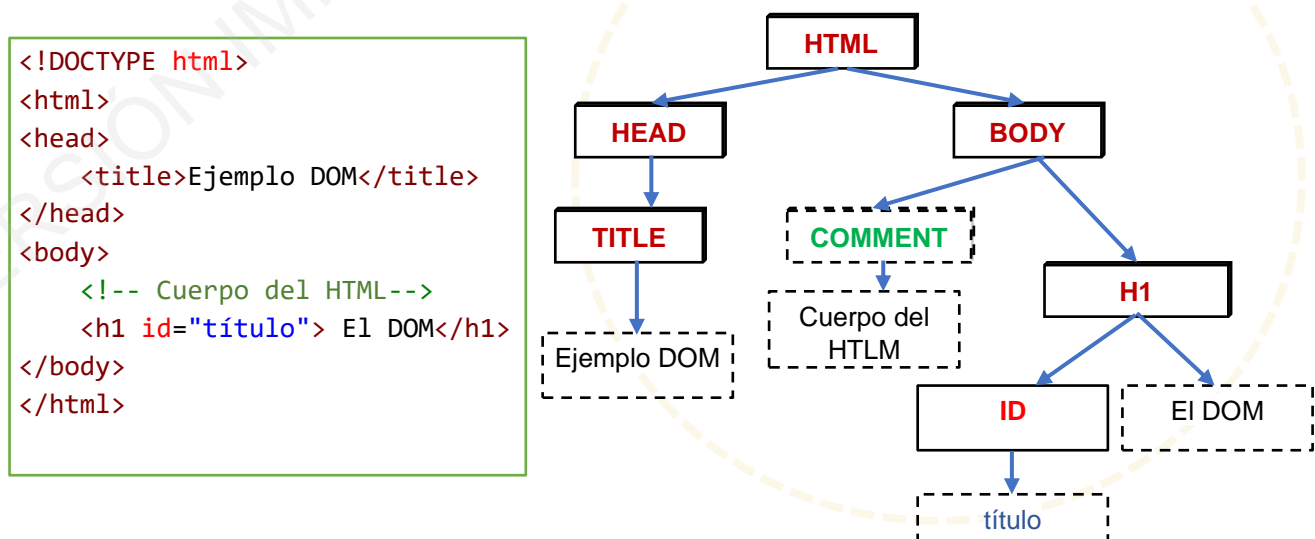 <!DOCTYPE html>
<html>
<head>
<title>Ejemplo DOM</title>
</head>
<body>
<!-- Cuerpo del HTML-->
<h1 id="título"> El DOM</h1>
</body>
</html>
HTML
HEAD
BODY
TITLE
COMMENT
H1
Ejemplo DOM
Cuerpo del
HTLM
ID
El DOM
título